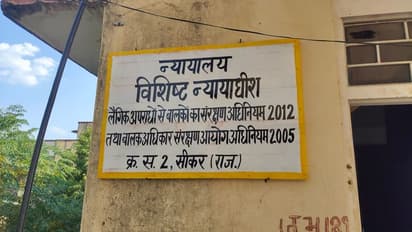 न्यायालय
विशिष्ट न्यायाधीश
लैंगिक अपराधों से बालकों का संरक्षण अधिनियम 2012
तथा बालक अधिकार संरक्षण आयोग अधिनियम 2005
क्र. सं. 2, सीकर (राज.)